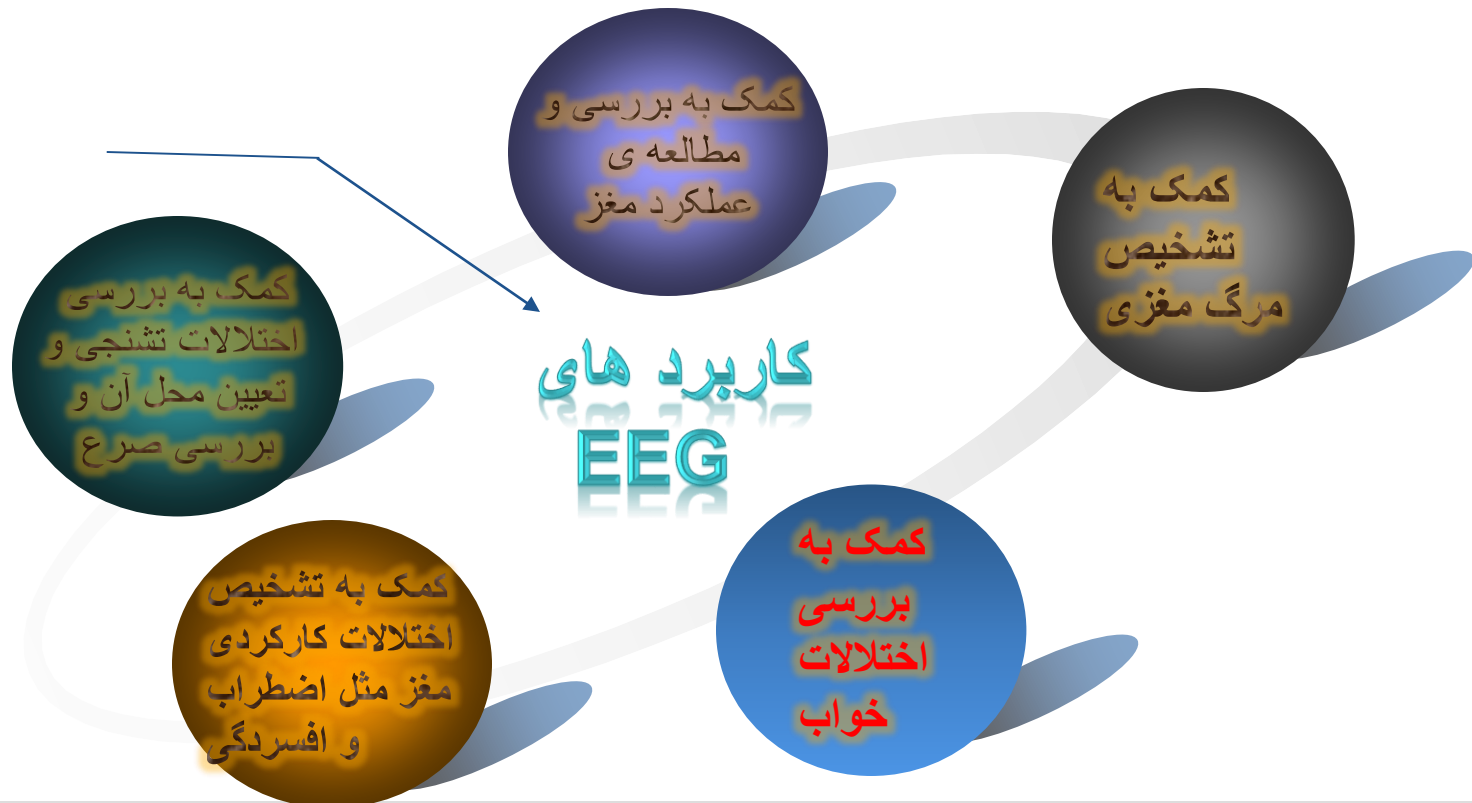 کمک به بررسی و
مطالعه ی
عملکرد مغز
کمک به
تشخیص
مرگ مغزی
کمک به بررسی
اختلالات تشنجی و
تعیین محل آن و
بررسی صرع
کاربرد های
EEG
کمک به
بررسی
اختلالات
خواب
کمک به تشخیص
اختلالات کارکردی
مغز مثل اضطراب
و افسردگی